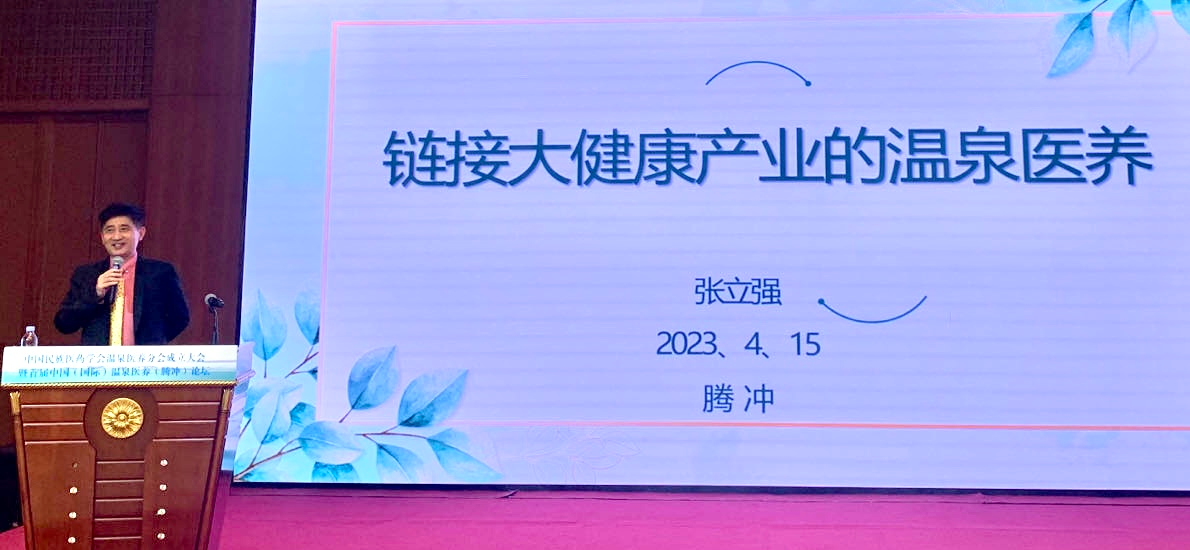 链接大健康产业的温泉医养
张立强
2023、4、15
腾冲
中国民族医药学会温泉医养分会成立大会
暨首届中国(国际)温泉医养(腾冲)论坛